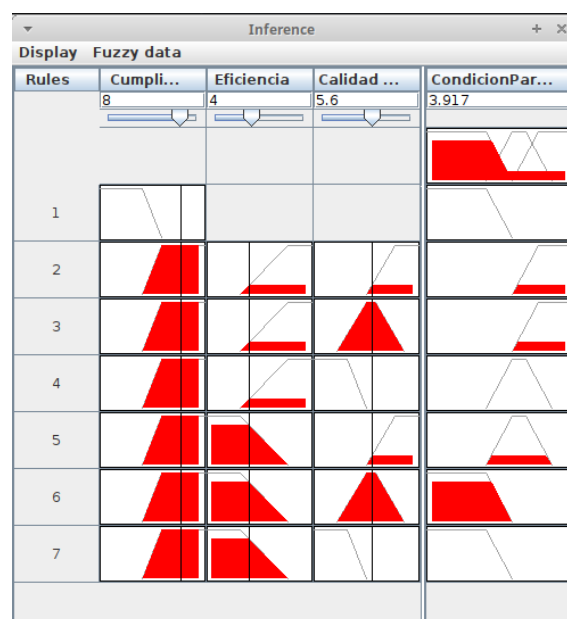 Inference
Display Fuzzy data
Rules Cumpli... Eficiencia Calidad ... CondicionPar...
8 4 5.6 3.917
1
2
3
4
5
6
7